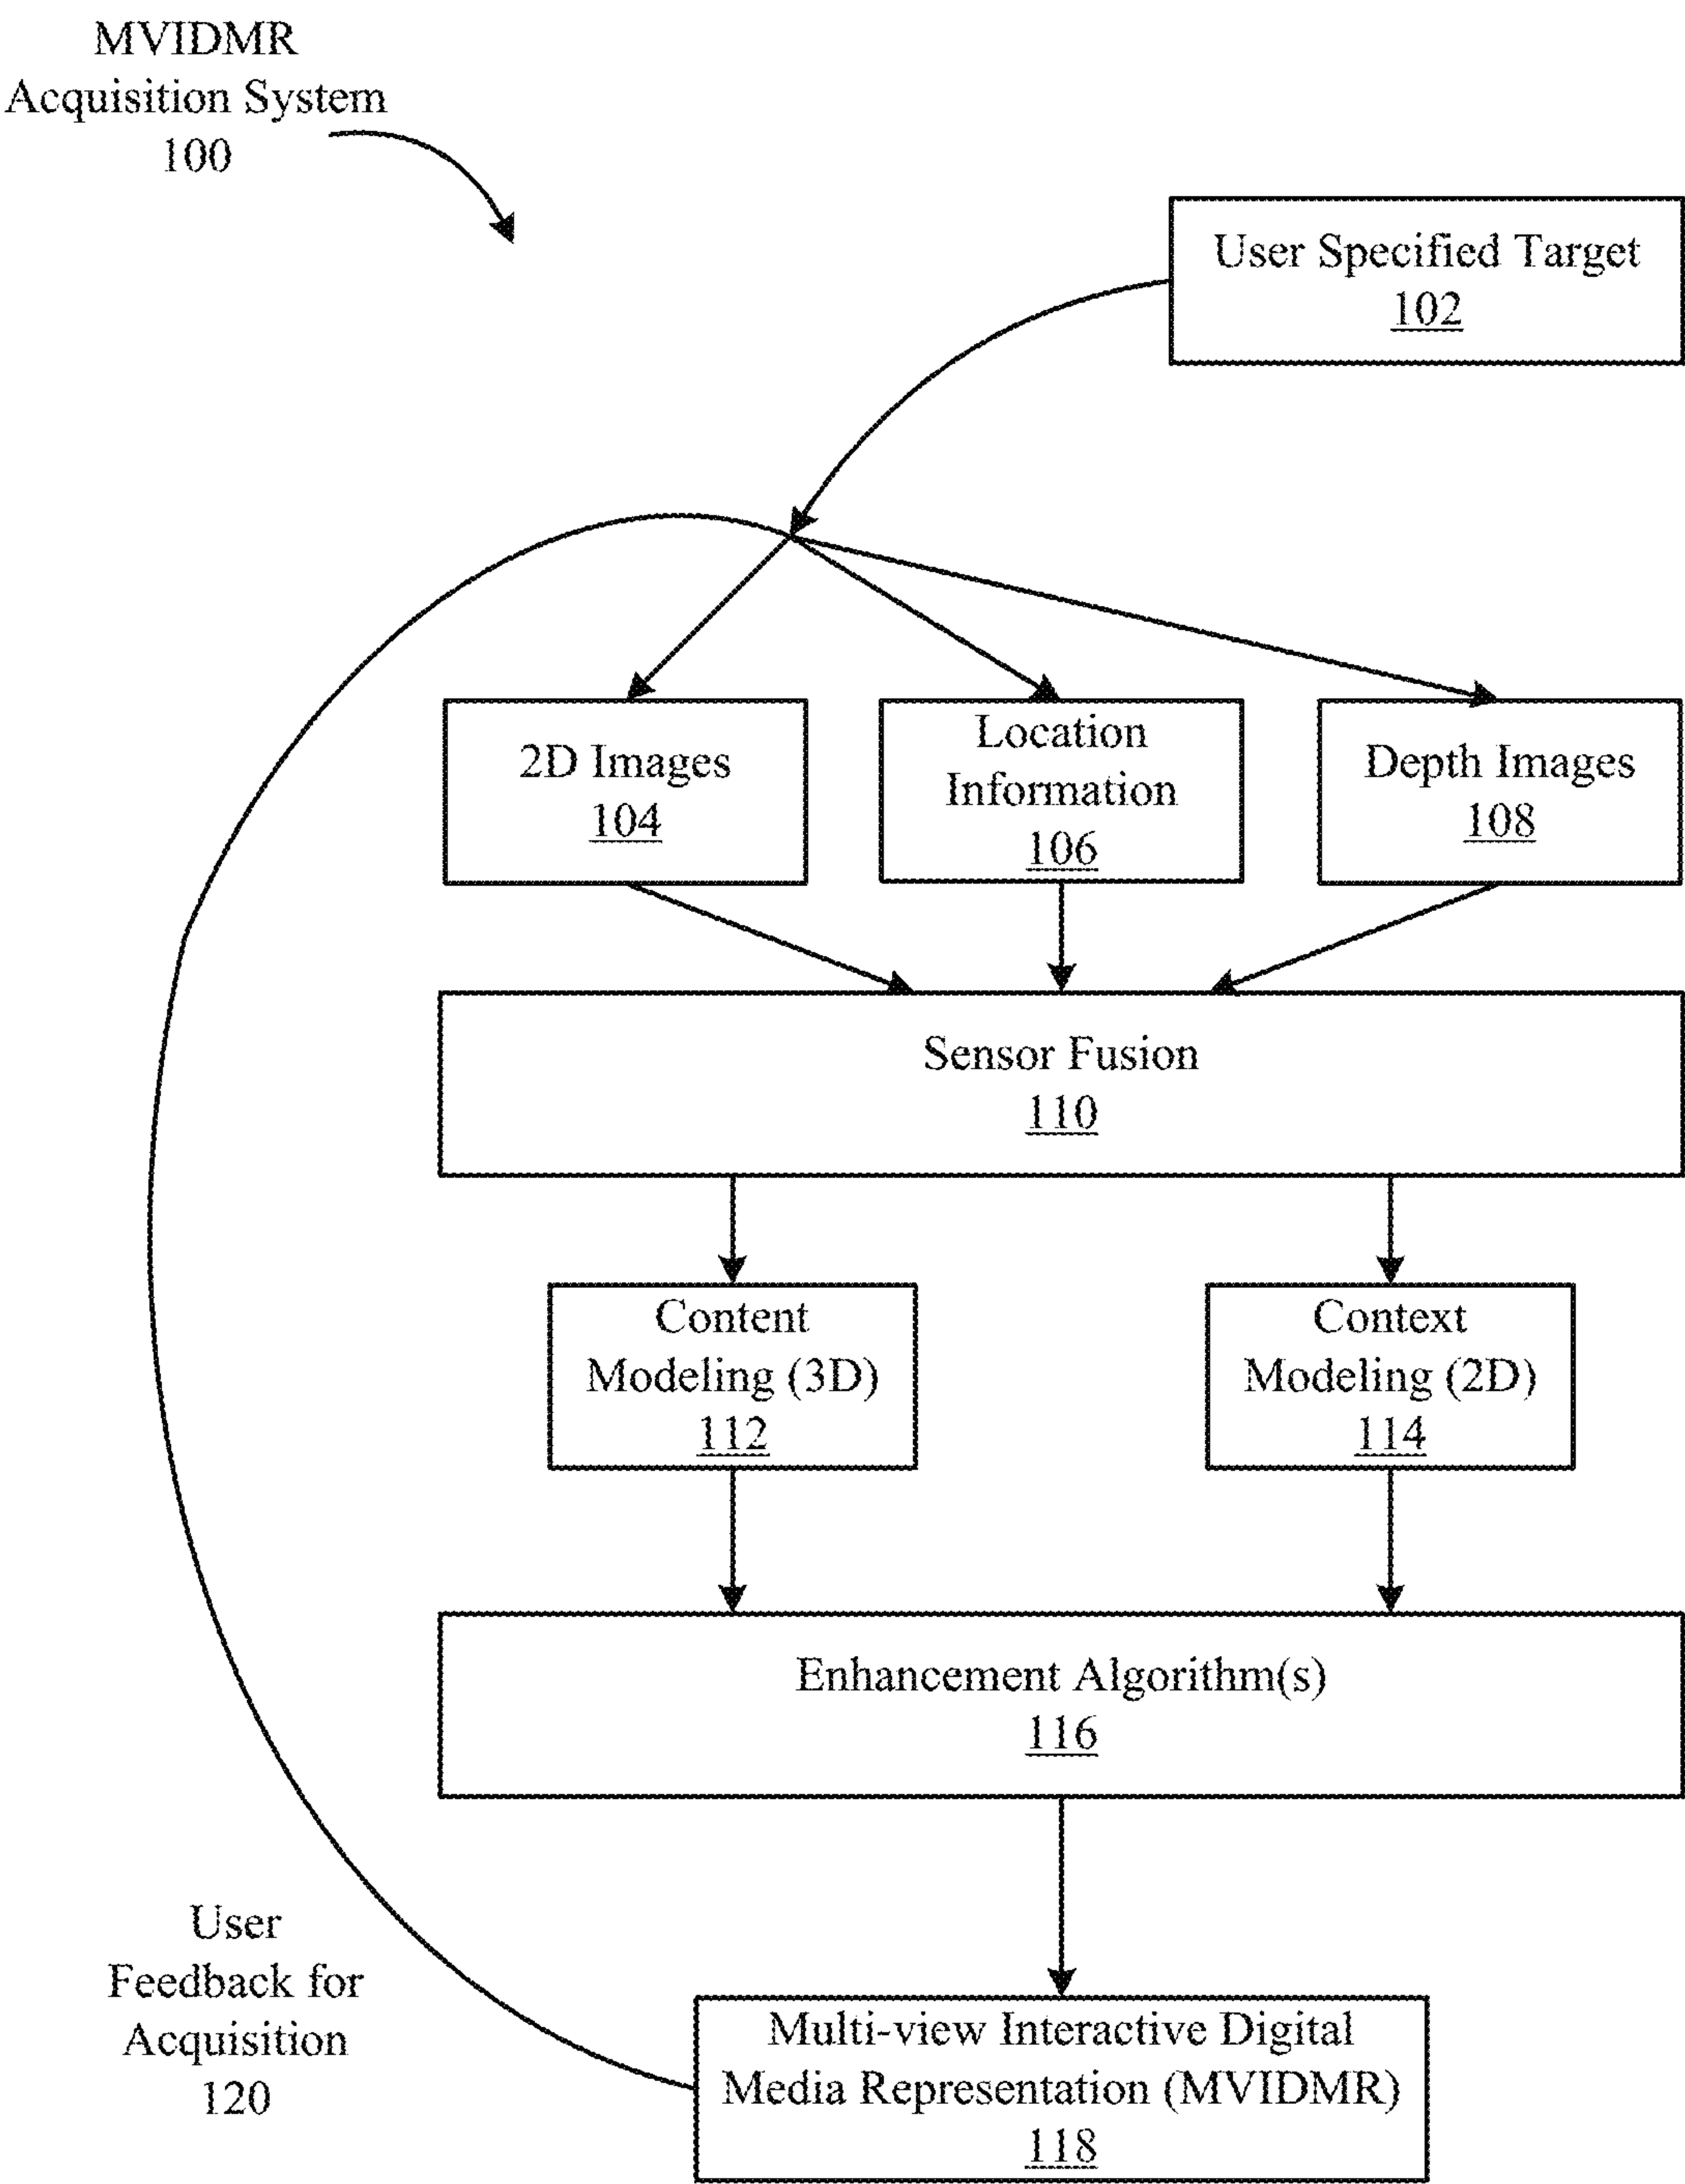 MVIDMR
Acquisition System
100
User Specified Target
102
2D Images
104
Location
Information
106
Depth Images
108
Sensor Fusion
110
Content
Modeling (3D)
112
Context
Modeling (2D)
114
Enhancement Algorithm(s)
116
User
Feedback for
Acquisition
120
Multi-view Interactive Digital
Media Representation (MVIDMR)
118